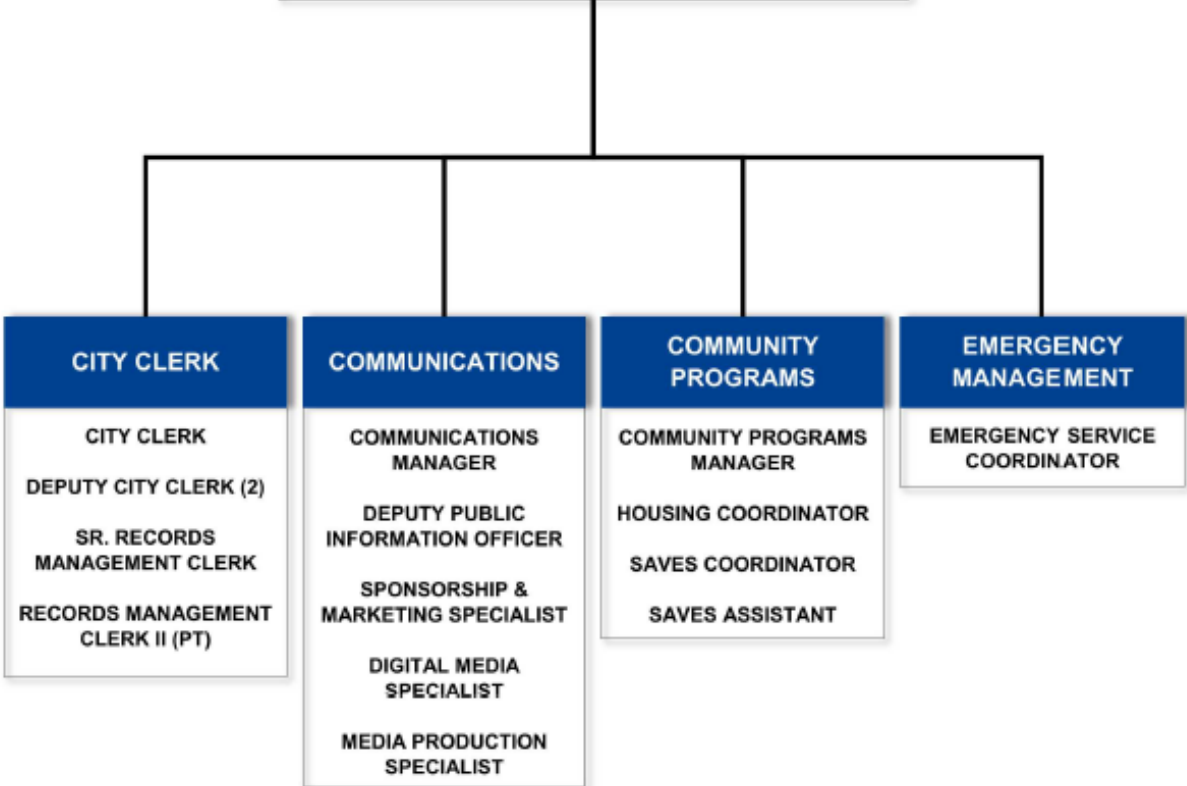 CITY CLERK
CITY CLERK
DEPUTY CITY CLERK (2)
SR. RECORDS
MANAGEMENT CLERK
RECORDS MANAGEMENT
CLERK II (PT)
COMMUNICATIONS
COMMUNICATIONS
MANAGER
DEPUTY PUBLIC
INFORMATION OFFICER
SPONSORSHIP &
MARKETING SPECIALIST
DIGITAL MEDIA
SPECIALIST
MEDIA PRODUCTION
SPECIALIST
COMMUNITY
PROGRAMS
COMMUNITY PROGRAMS
MANAGER
HOUSING COORDINATOR
SAVES COORDINATOR
SAVES ASSISTANT
EMERGENCY
MANAGEMENT
EMERGENCY SERVICE
COORDINATOR